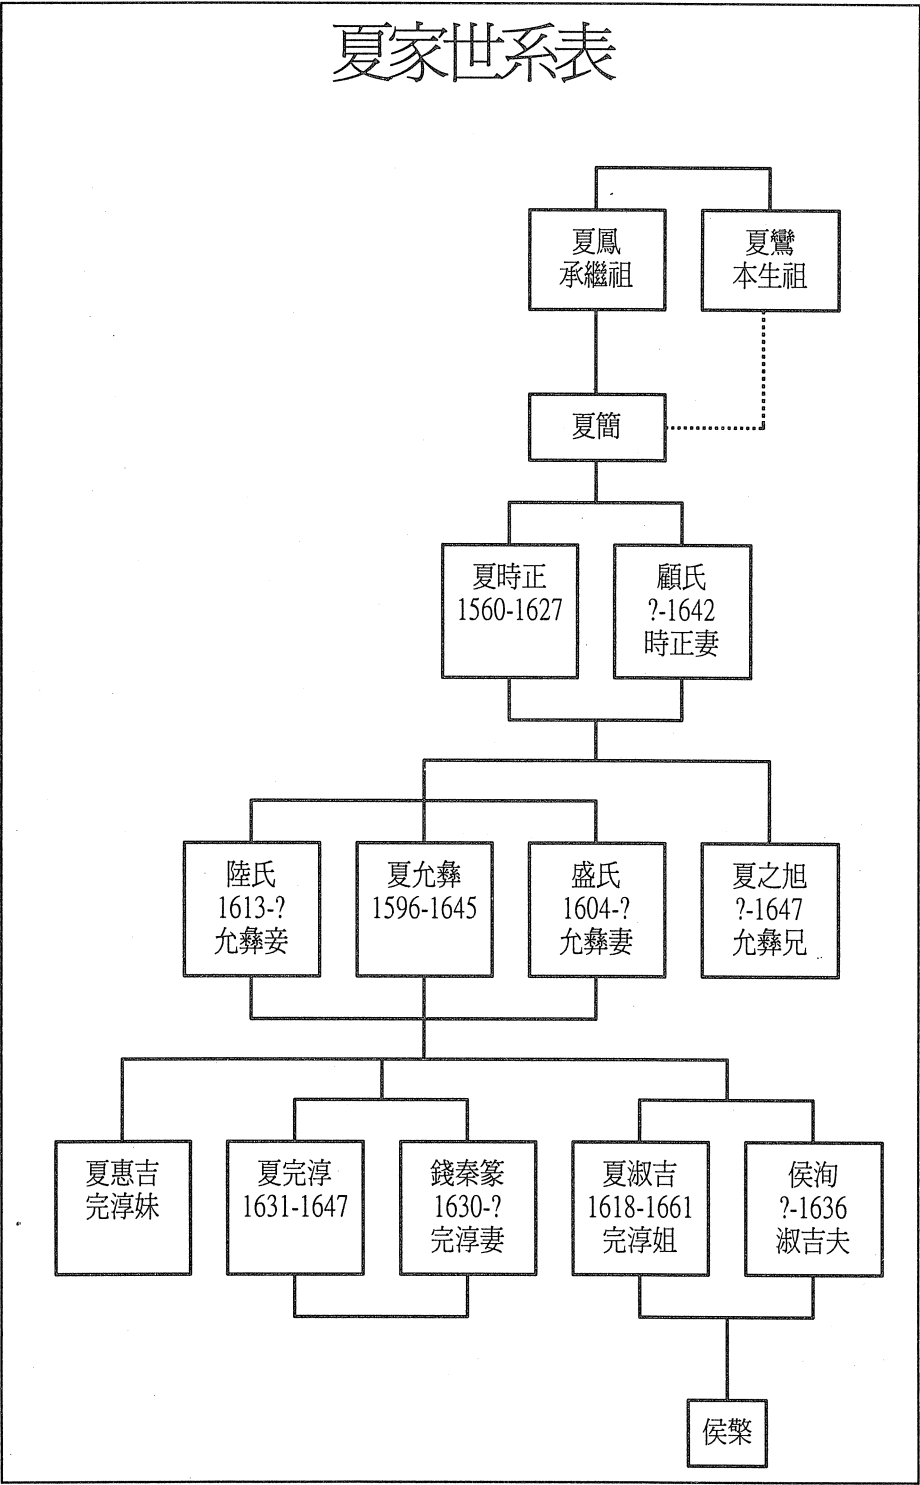 夏家世系表
夏鳳
承繼祖
夏鸞
本生祖
夏簡
夏時正
1560-1627
顧氏
?-1642
時正妻
陸氏
1613-?
允彝妾
夏允彝
1596-1645
盛氏
1604-?
允彝妻
夏之旭
?-1647
允彝兄
夏惠吉
完淳妹
夏完淳
1631-1647
錢秦篆
1630-?
完淳妻
夏淑吉
1618-1661
完淳姐
侯洵
?-1636
淑吉夫
侯檠